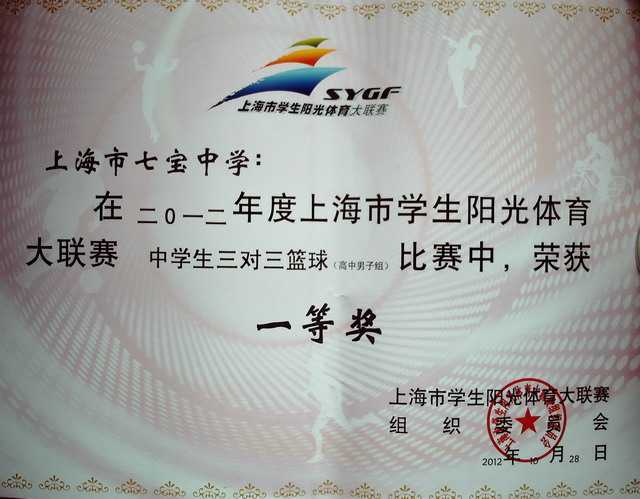 SYGF
上海市学生阳光体育大联赛
上海市七宝中学：
在 二0一二 年度上海市学生阳光体育
大联赛 中学生三对三篮球（高中男子组）比赛中，荣获
一等奖
上海市学生阳光体育大联赛
组织委员会
2012年10月28日